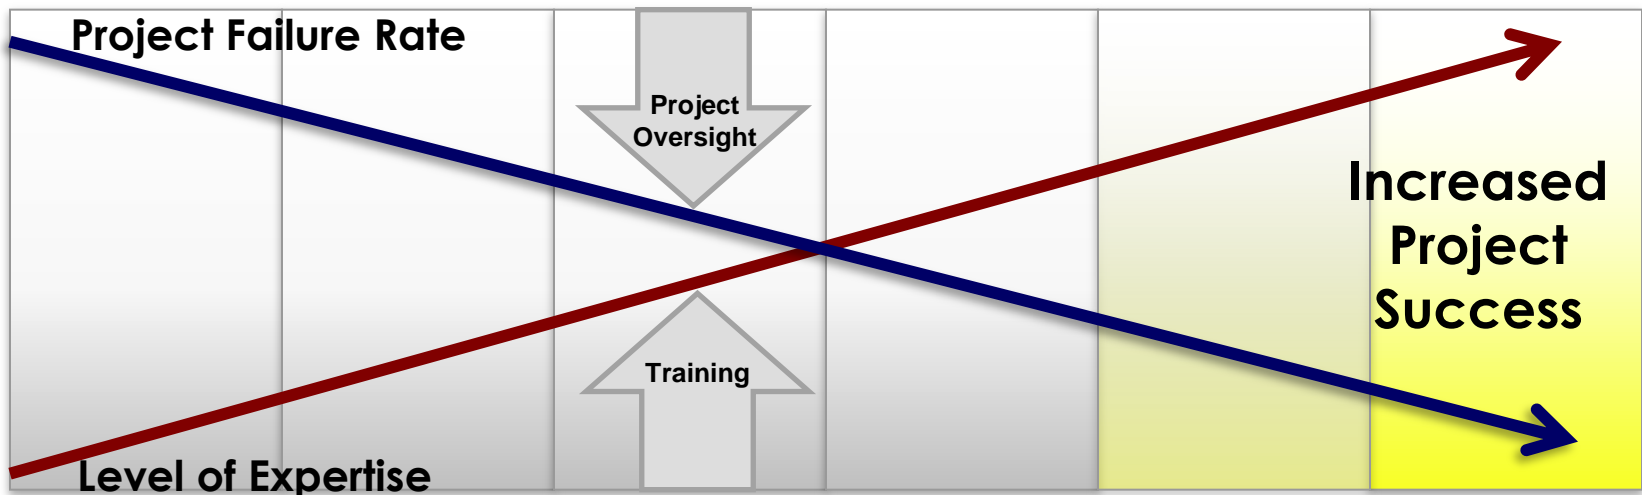 Project Failure Rate
Project
Oversight
Increased
Project
Success
Training
Level of Expertise